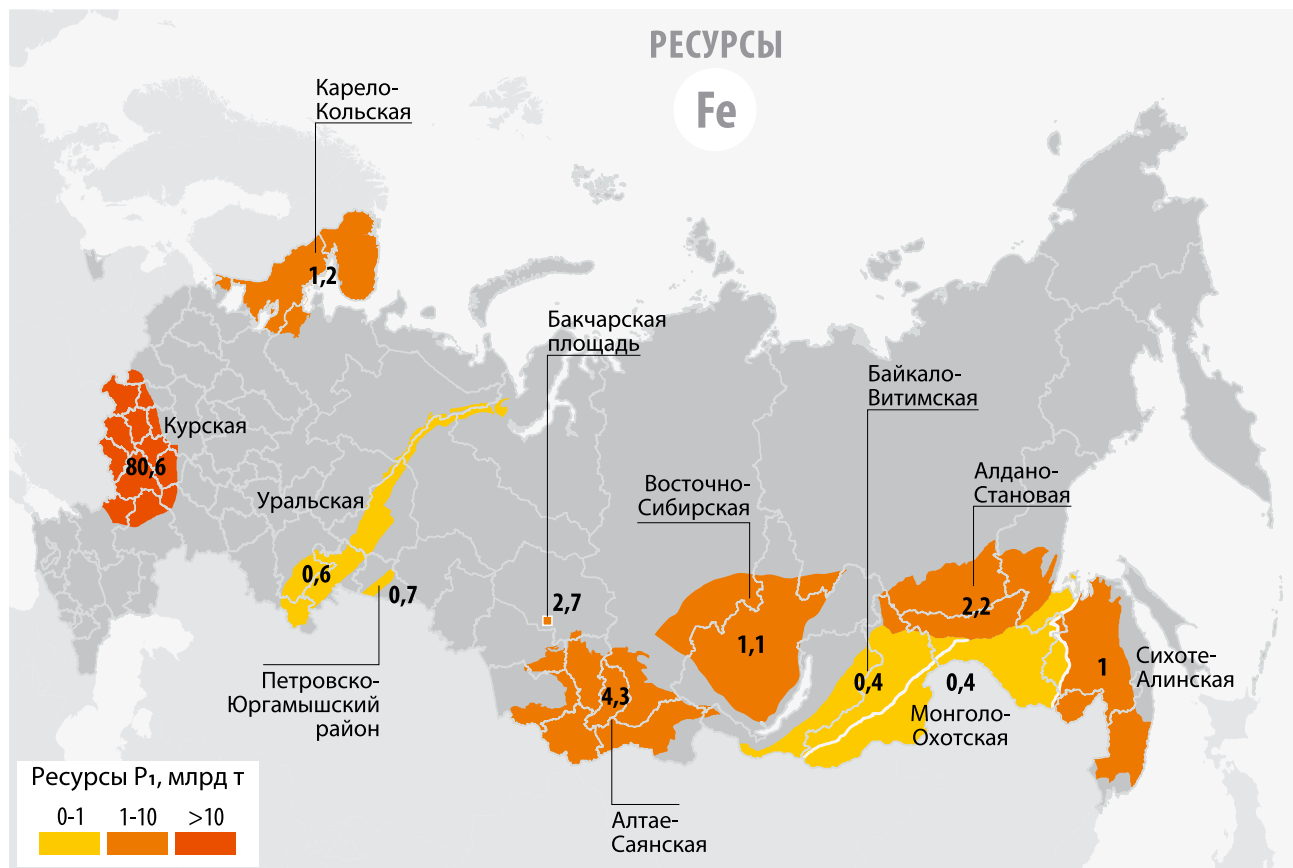 РЕСУРСЫ
Fe
Карело-
Кольская
1,2
Бакчарская
площадь
Байкало-
Витимская
Курская
80,6
Уральская
Восточно-
Сибирская
Алдано-
Становая
0,6
0,7
2,7
2,2
1,1
4,3
0,4
0,4
1
Сихоте-
Алинская
Петровско-
Юргамышский
район
Монголо-
Охотская
Алтае-
Саянская
Ресурсы P₁, млрд т
0-1
1-10
>10